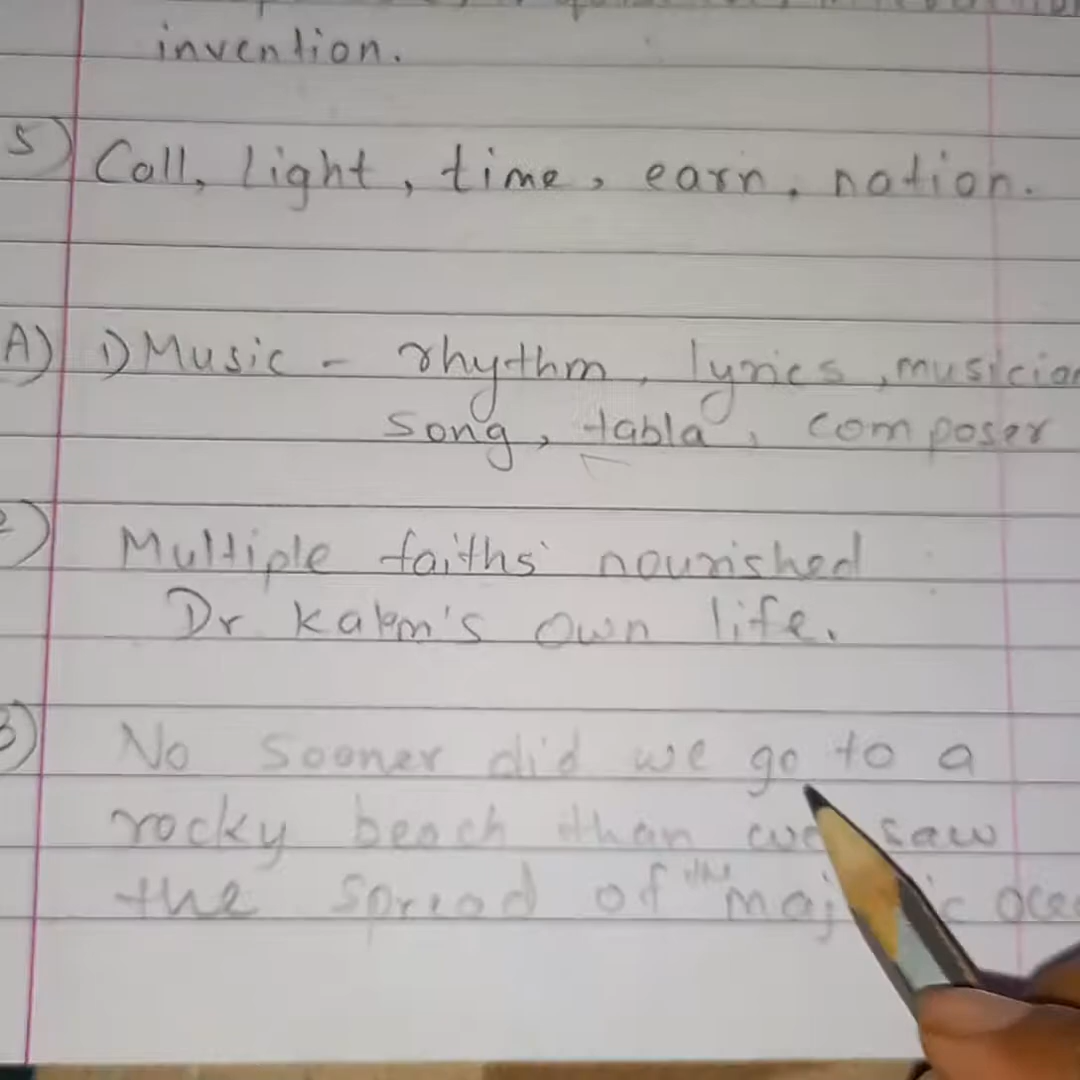 invention.
5) Call, light, time, earn, nation.
A) 1) Music - rhythm, lyrics, musician
song, tabla, composer
2) Multiple faiths nourished
Dr Kalam's own life.
3) No sooner did we go to a
rocky beach than we saw
the spread of the